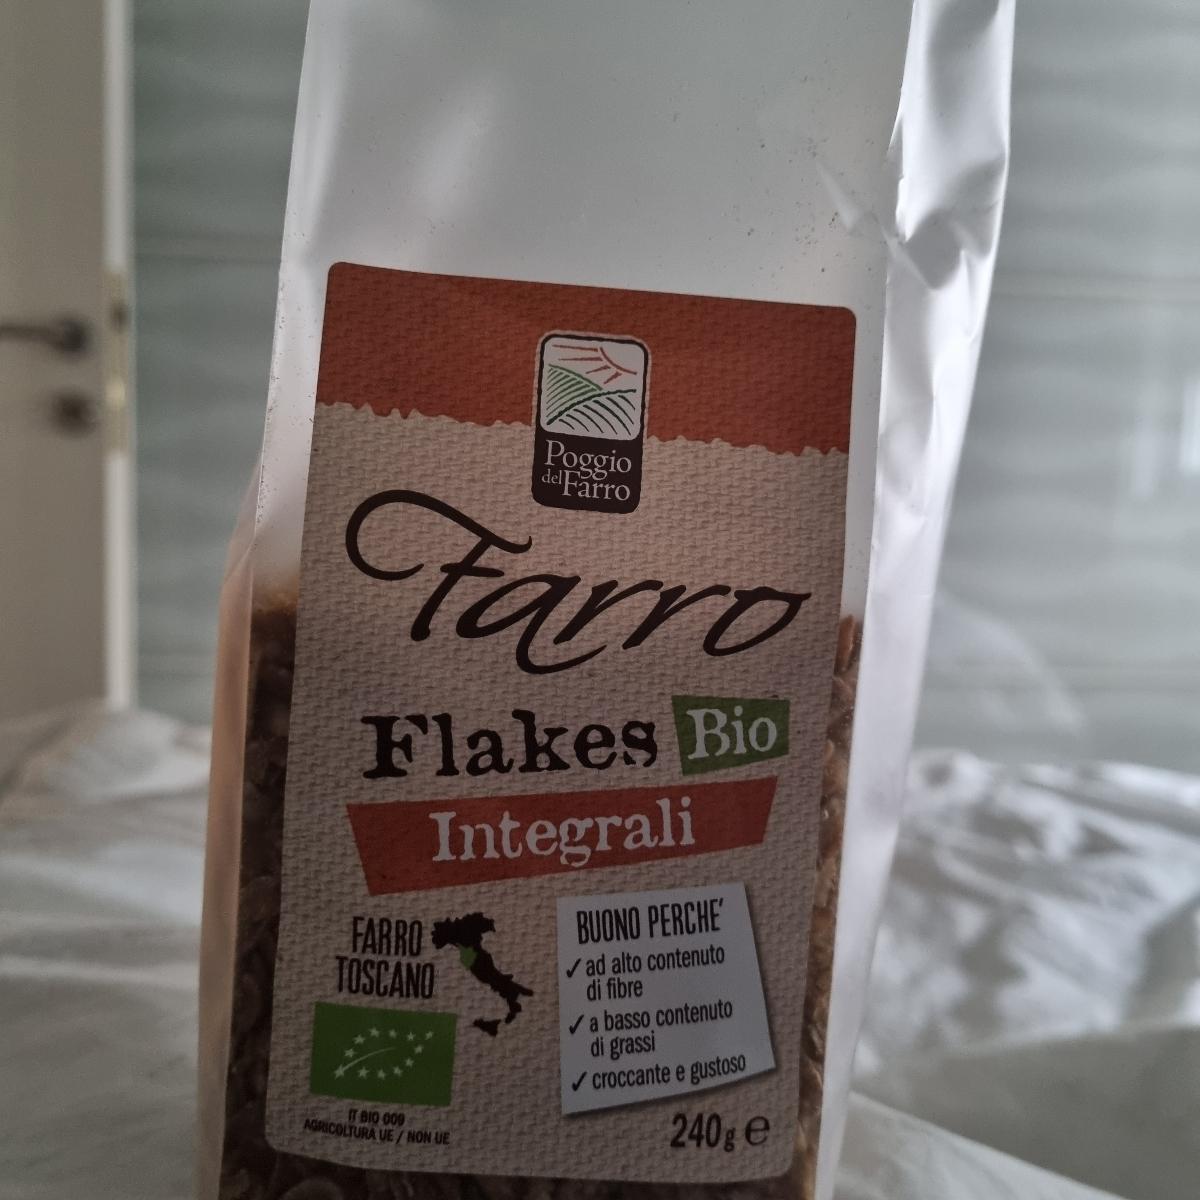 Poggio
del Farro
Farro
Flakes Bio
Integrali
FARRO
TOSCANO
BUONO PERCHE'
✓ ad alto contenuto
di fibre
✓ a basso contenuto
di grassi
✓ croccante e gustoso
IT BIO 009
AGRICOLTURA UE / NON UE
240g e